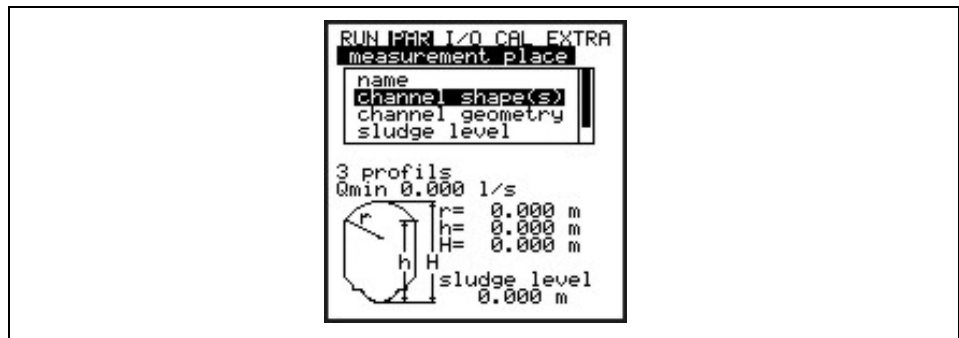 RUN PAR I/O CAL EXTRA
measurement place
name
channel shape(s)
channel geometry
sludge level
3 profils
Qmin 0.000 l/s
r= 0.000 m
h= 0.000 m
H= 0.000 m
r
h H
sludge level
0.000 m